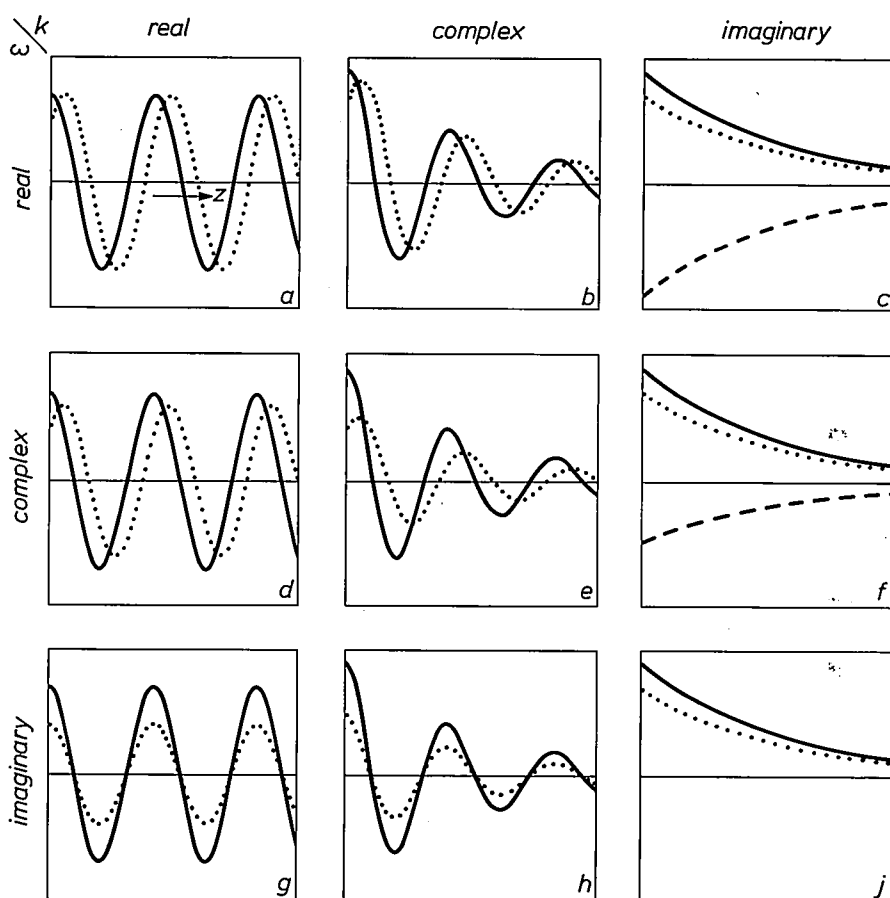 k
ω
real
complex
imaginary
real
z
a
b
c
complex
d
e
f
imaginary
g
h
j